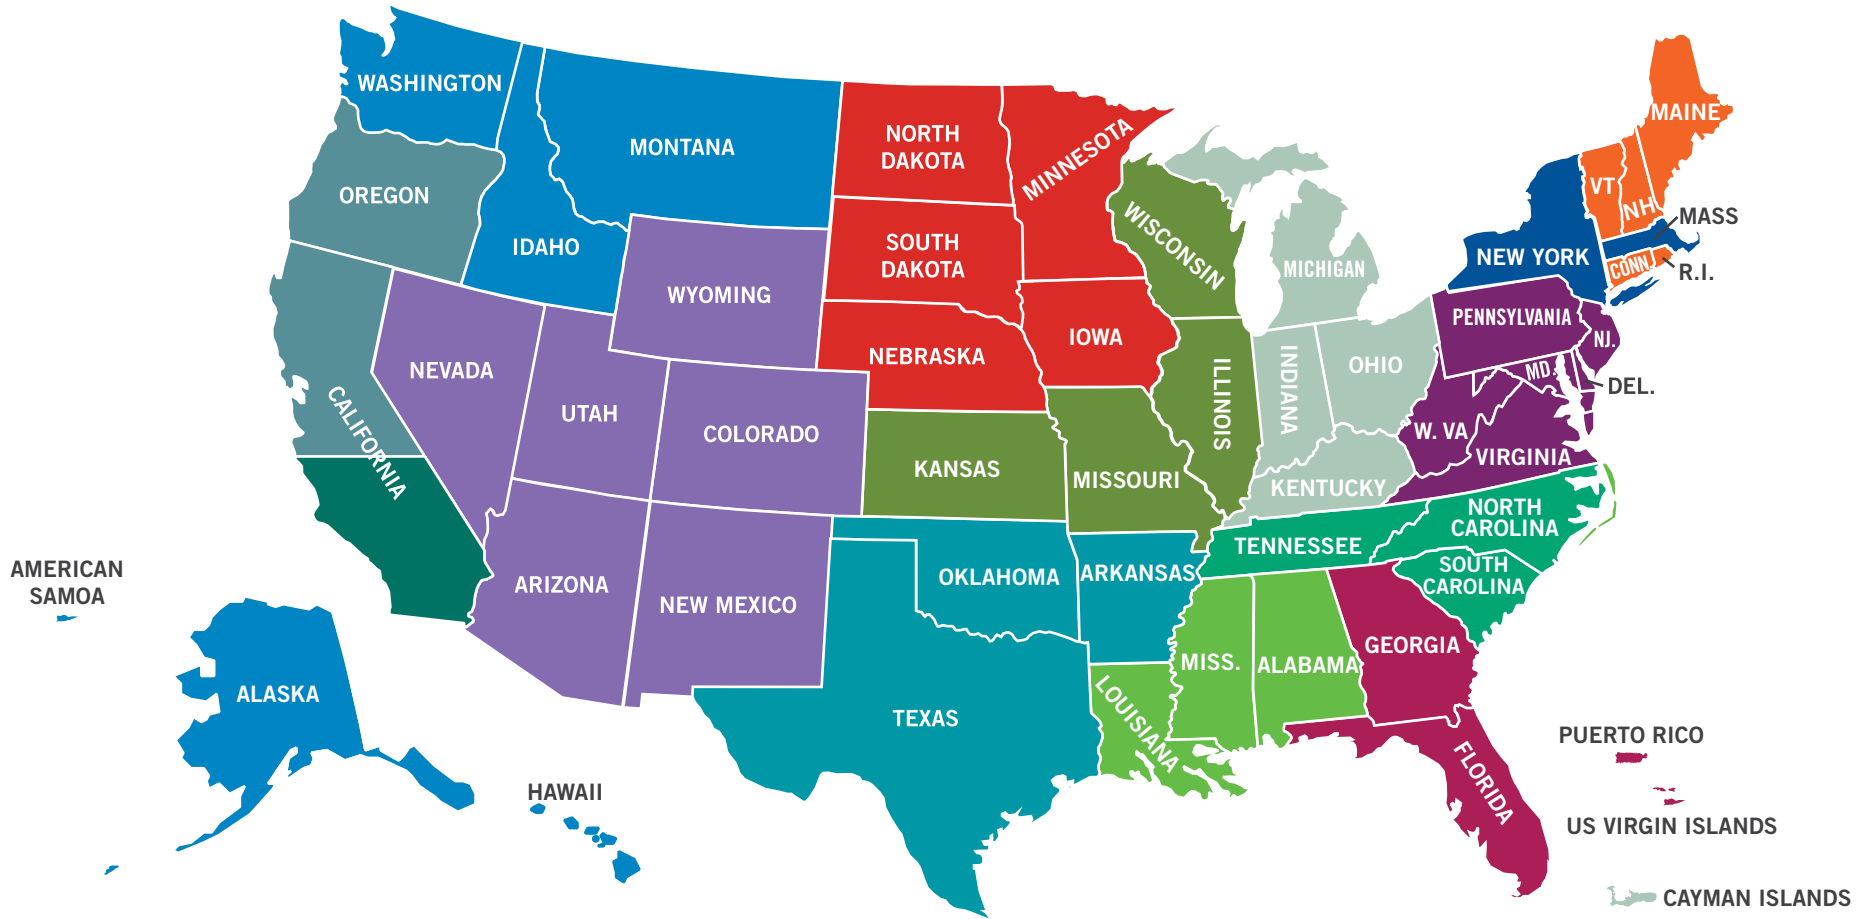 WASHINGTON
MONTANA
OREGON
IDAHO
WYOMING
NEVADA
UTAH
COLORADO
CALIFORNIA
ARIZONA
NEW MEXICO
NORTH
DAKOTA
SOUTH
DAKOTA
NEBRASKA
MINNESOTA
IOWA
KANSAS
MISSOURI
WISCONSIN
ILLINOIS
MICHIGAN
INDIANA
OHIO
KENTUCKY
OKLAHOMA
ARKANSAS
TEXAS
LOUISIANA
MISS.
ALABAMA
GEORGIA
FLORIDA
TENNESSEE
NORTH
CAROLINA
SOUTH
CAROLINA
MAINE
VT
NH
MASS
NEW YORK
CONN.
R.I.
PENNSYLVANIA
NJ.
MD.
DEL.
W. VA
VIRGINIA
AMERICAN
SAMOA
ALASKA
HAWAII
PUERTO RICO
US VIRGIN ISLANDS
CAYMAN ISLANDS